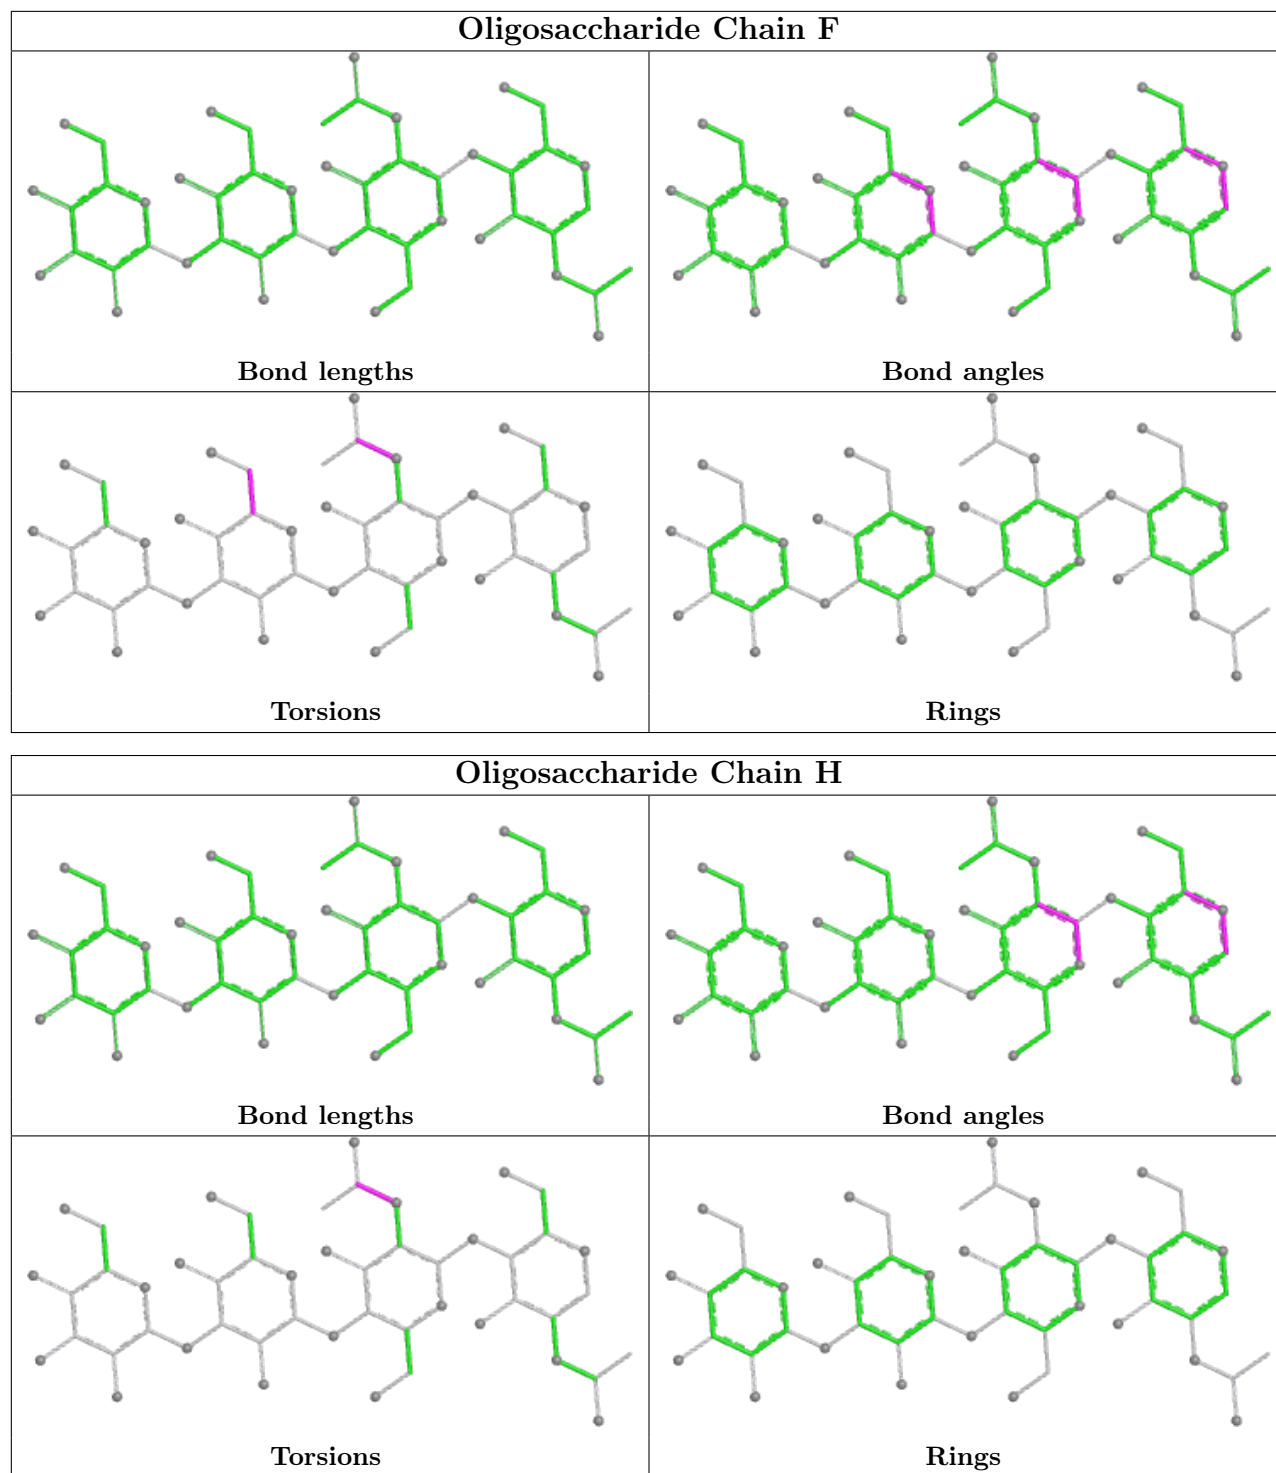 Oligosaccharide Chain F
Bond lengths
Bond angles
Torsions
Rings
Oligosaccharide Chain H
Bond lengths
Bond angles
Torsions
Rings